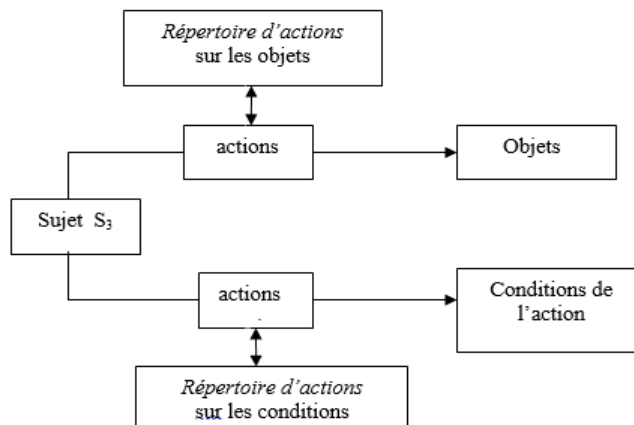 Répertoire d’actions
sur les objets
actions
Objets
Sujet S₃
actions
Conditions de
l’action
Répertoire d’actions
sur les conditions